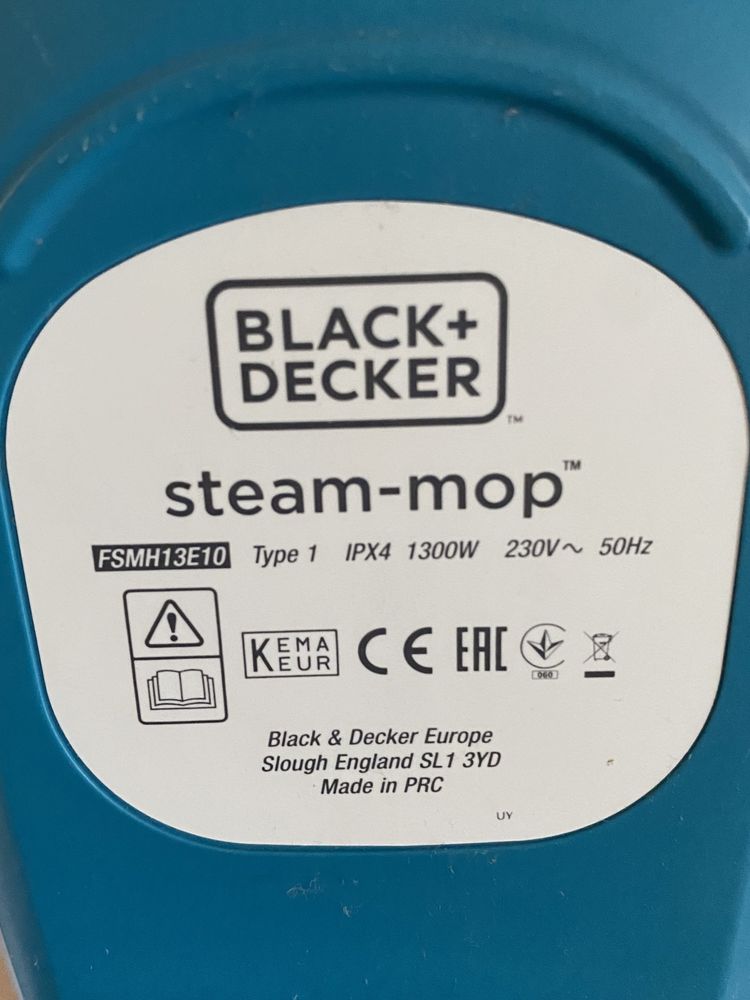 BLACK+
DECKER
TM
steam-mop™
FSMH13E10 Type 1 IPX4 1300W 230V~ 50Hz
KEMA
EUR
CE EAC
060
Black & Decker Europe
Slough England SL1 3YD
Made in PRC
UY